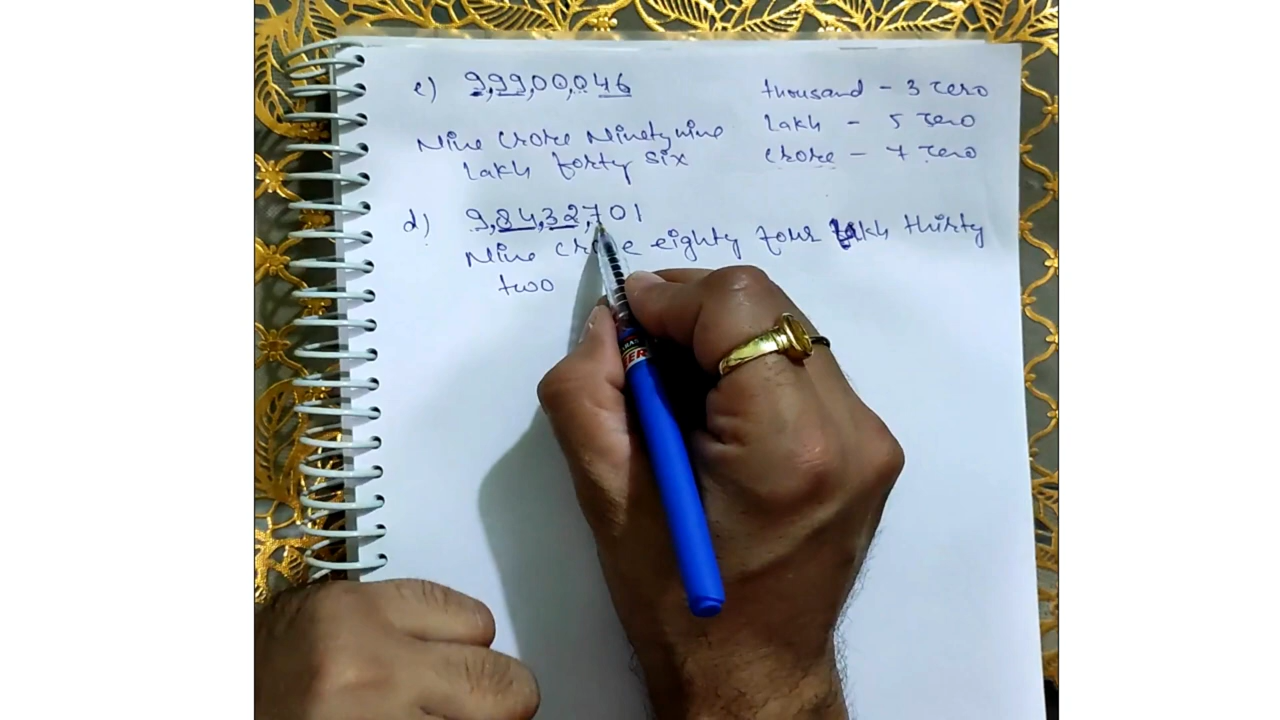 c) 9,99,00,046
Nine Crore Ninety nine
Lakh forty six
thousand - 3 zero
Lakh - 5 zero
crore - 7 zero
d) 9,84,32,701
Nine eighty four Lakh thirty
two